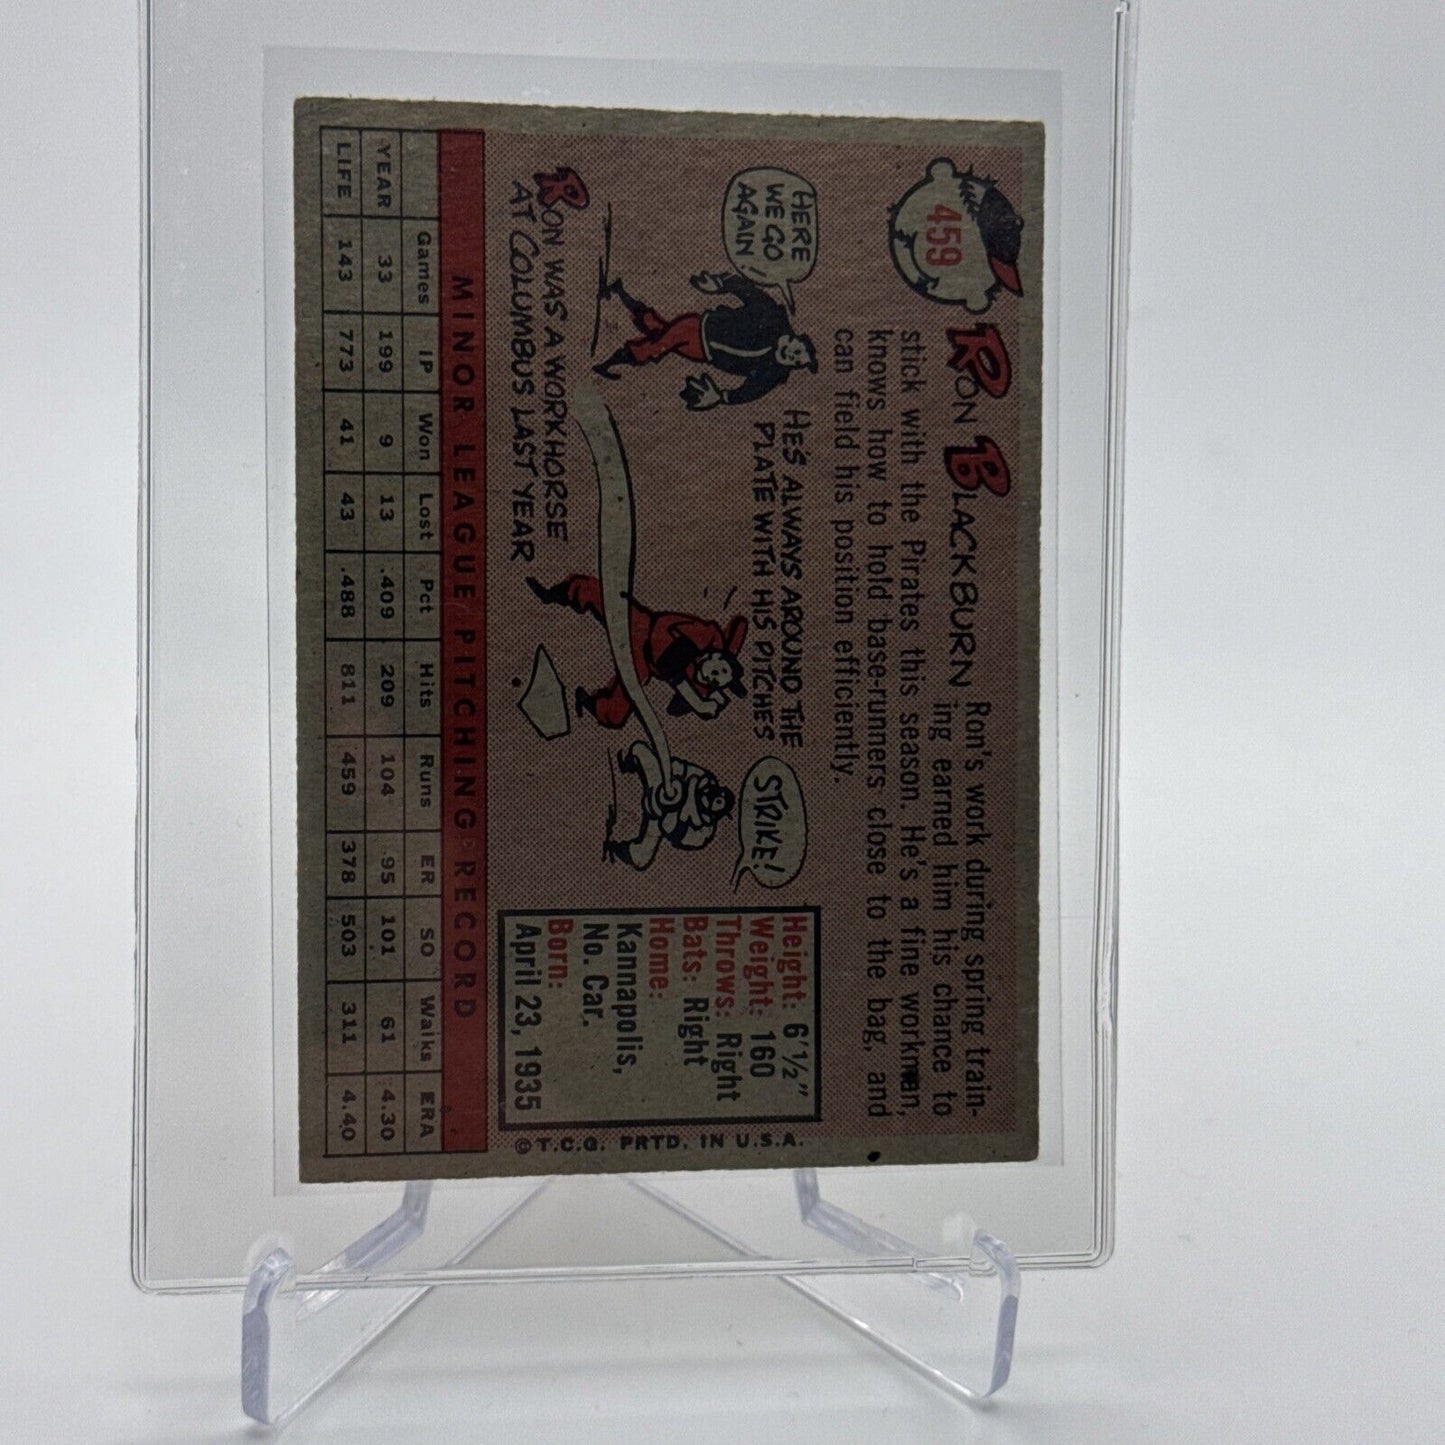 459
RON BLACKBURN Ron's work during spring train-
ing earned him his chance to
stick with the Pirates this season. He's a fine workman,
knows how to hold base-runners close to the bag, and
can field his position efficiently.
HERE
WE GO
AGAIN!
HE'S ALWAYS AROUND THE
PLATE WITH HIS PITCHES
STRIKE!
RON WAS A WORKHORSE
AT COLUMBUS LAST YEAR
Height: 6'½"
Weight: 160
Throws: Right
Bats: Right
Home:
Kannapolis,
No. Car.
Born:
April 23, 1935
© T.C.G. PRTD. IN U.S.A.
MINOR LEAGUE PITCHING RECORD
Games IP Won Lost Pct Hits Runs ER SO Walks ERA
YEAR 33 199 9 13 .409 209 104 95 101 61 4.30
LIFE 143 773 41 43 .488 811 459 378 503 311 4.40